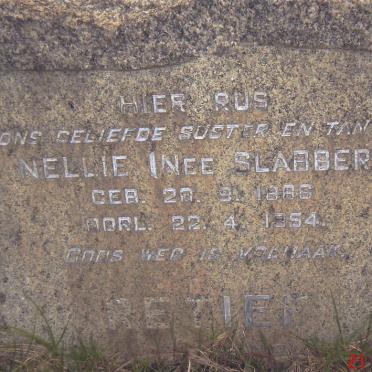 HIER RUS
ONS GELIEFDE SUSTER EN TAN
NELLIE (NEE SLABBER
GEB. 1886
OORL. 22. 4. 1954.
GODS WEG IS VOLMAAK.
RETIEF